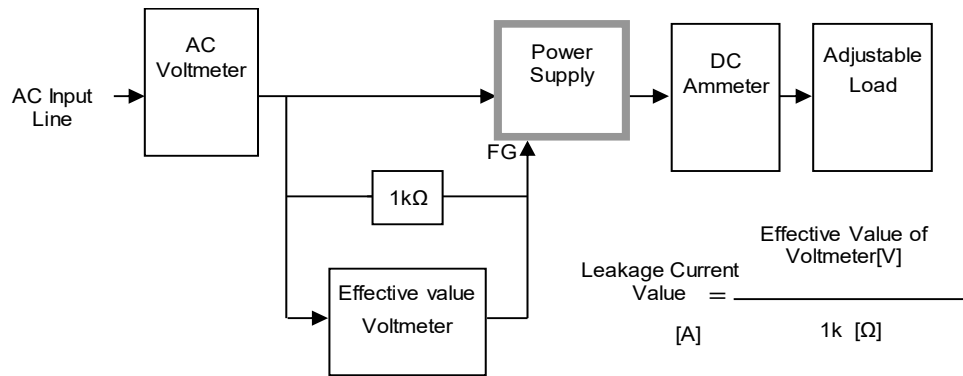 AC
Voltmeter
Power
Supply
DC
Ammeter
Adjustable
Load
AC Input
Line
FG
1kΩ
Effective value
Voltmeter
Effective Value of
Voltmeter[V]
Leakage Current
Value =
[A]
1k [Ω]